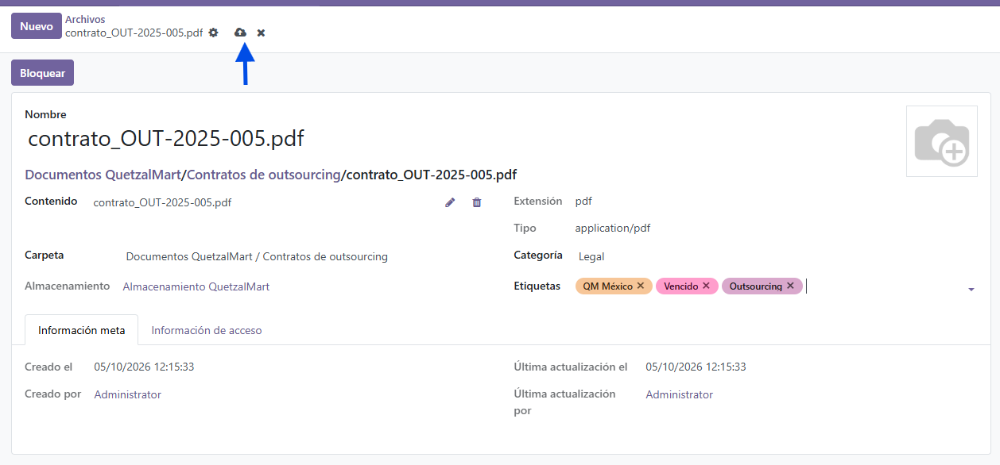 Nuevo
Archivos
contrato_OUT-2025-005.pdf
Bloquear
Nombre
contrato_OUT-2025-005.pdf
Documentos QuetzalMart/Contratos de outsourcing/contrato_OUT-2025-005.pdf
Contenido contrato_OUT-2025-005.pdf
Extensión pdf
Tipo application/pdf
Carpeta Documentos QuetzalMart / Contratos de outsourcing
Categoría Legal
Almacenamiento Almacenamiento QuetzalMart
Etiquetas QM México Vencido Outsourcing
Información meta Información de acceso
Creado el 05/10/2026 12:15:33
Última actualización el 05/10/2026 12:15:33
Creado por Administrator
Última actualización por Administrator